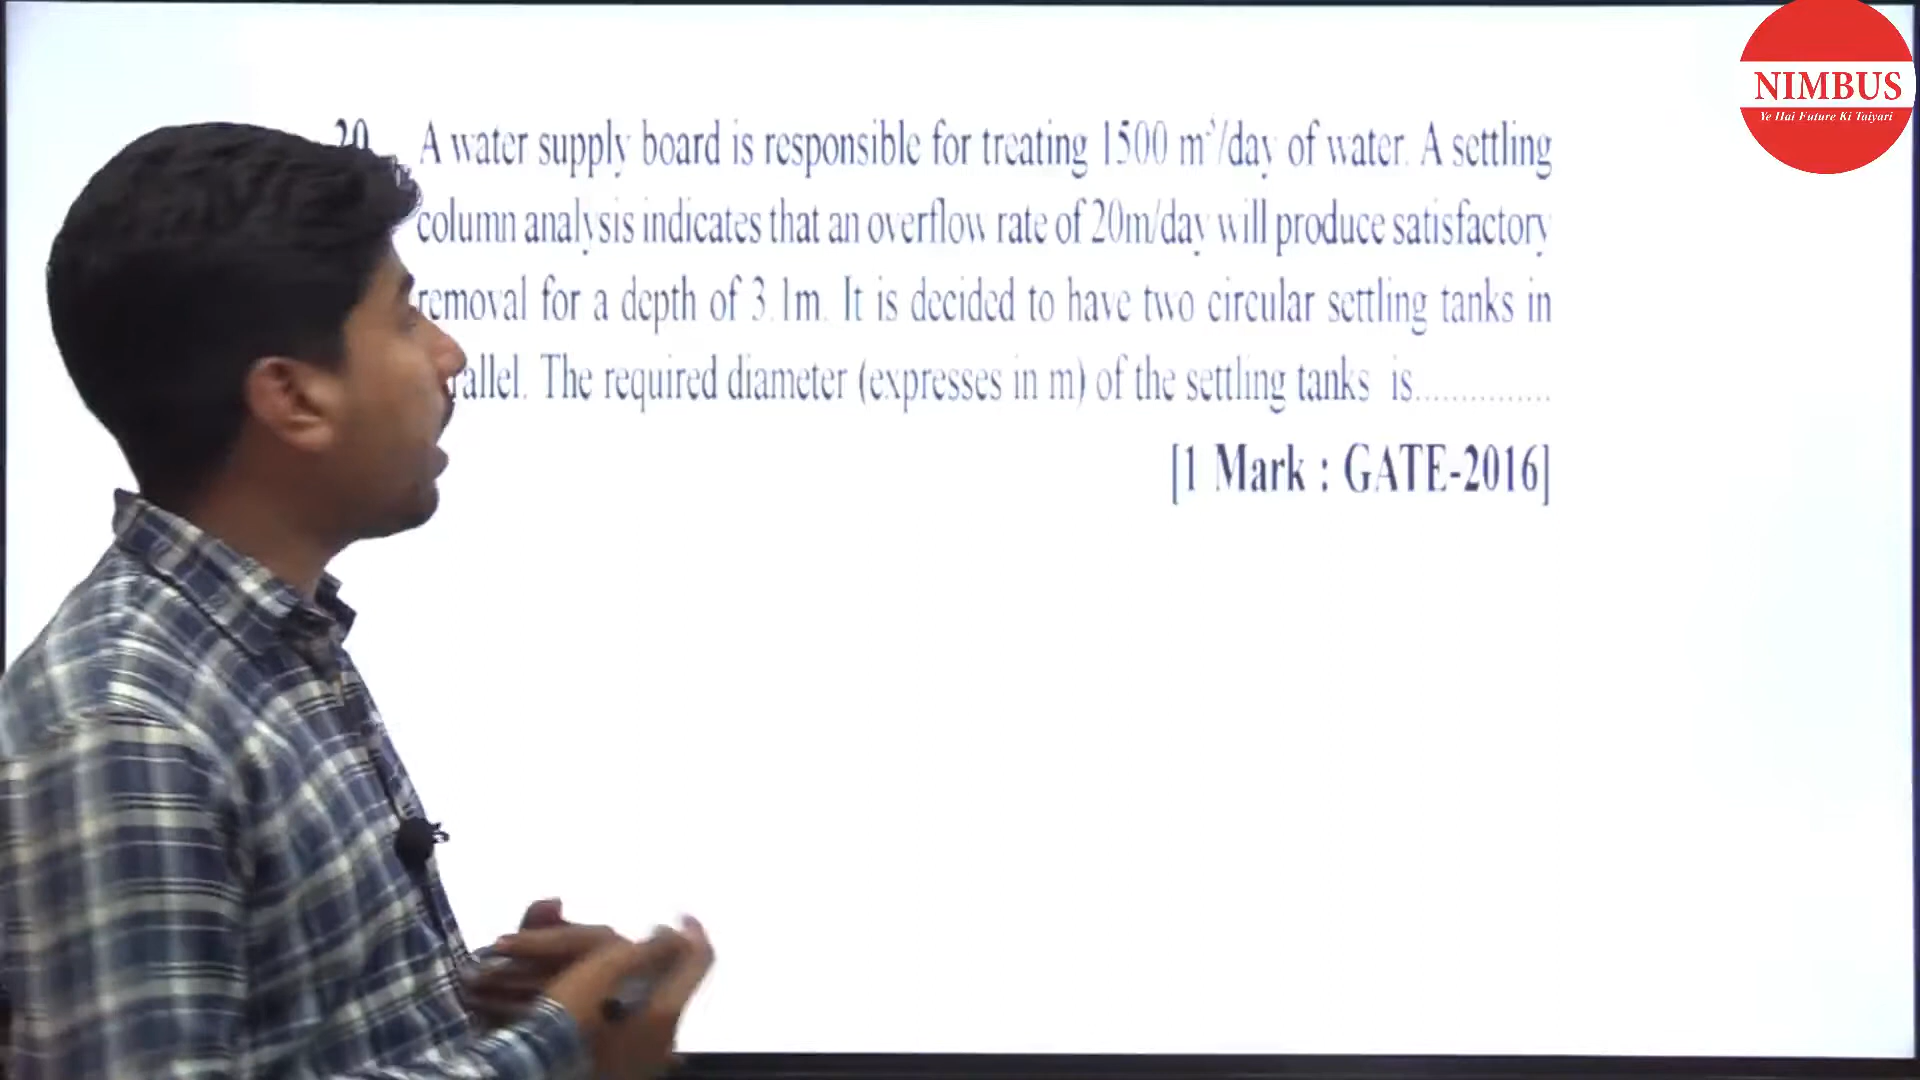 20. A water supply board is responsible for treating 1500 m³/day of water. A settling
column analysis indicates that an overflow rate of 20m/day will produce satisfactory
removal for a depth of 3.1m. It is decided to have two circular settling tanks in
rallel. The required diameter (expresses in m) of the settling tanks is...............
[1 Mark : GATE-2016]
NIMBUS
Ye Hai Future Ki Taiyari